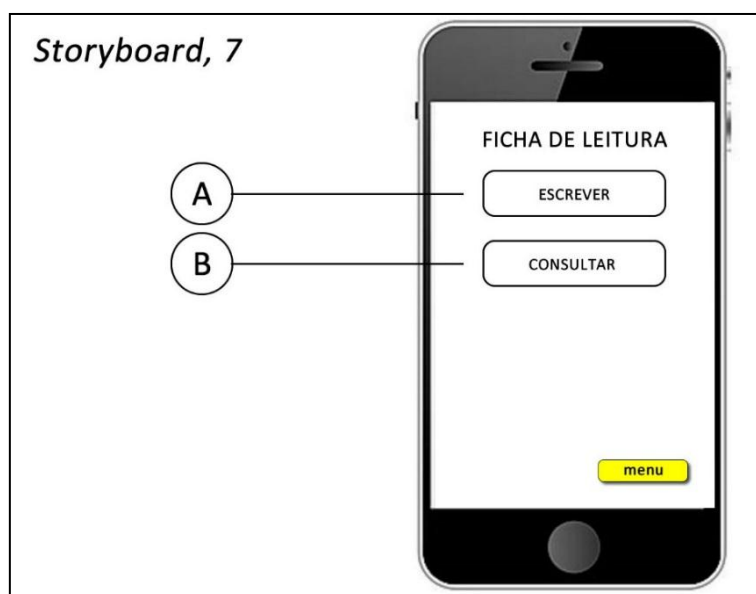 Storyboard, 7
FICHA DE LEITURA
A
ESCREVER
B
CONSULTAR
menu